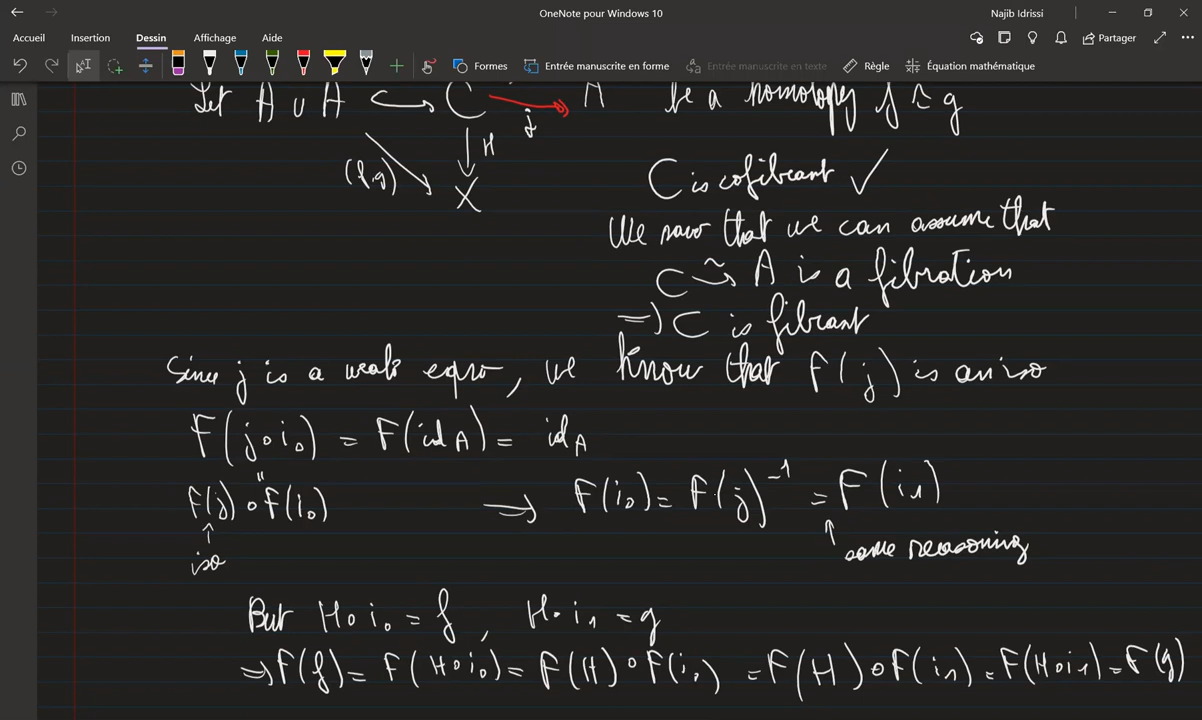 OneNote pour Windows 10
Najib Idrissi
Accueil Insertion Dessin Affichage Aide
Partager
Formes Entrée manuscrite en forme Entrée manuscrite en texte Règle Équation mathématique
Let A ∪ A ↪ C → A be a homotopy f ≃ g
j
H
(f,g)
X
C is cofibrant ✓
We saw that we can assume that
C ⥲ A is a fibration
=> C is fibrant
Since j is a weak equiv, we know that F(j) is an iso
F(j∘i₀) = F(id_A) = id_A
"
F(j)∘F(i₀) => F(i₀) = F(j)⁻¹ = F(i₁)
↑ iso
↑ same reasoning
But H∘i₀ = f, H∘i₁ = g
=> F(f) = F(H∘i₀) = F(H)∘F(i₀) = F(H)∘F(i₁) = F(H∘i₁) = F(g)